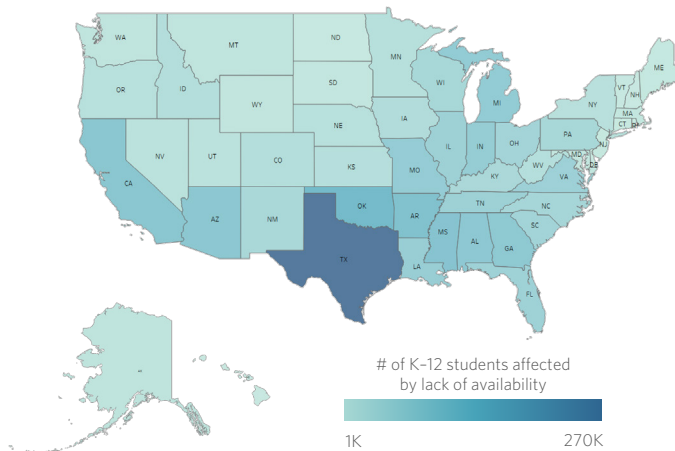 WA
MT
ND
MN
ME
VT
NH
OR
ID
SD
WI
MI
NY
MA
CT
WY
IA
NE
PA
NJ
NV
UT
CO
IL
IN
OH
MD
DE
WV
VA
CA
KS
MO
KY
NC
TN
AZ
NM
OK
AR
SC
MS
AL
GA
TX
LA
FL
# of K–12 students affected
by lack of availability
1K 270K